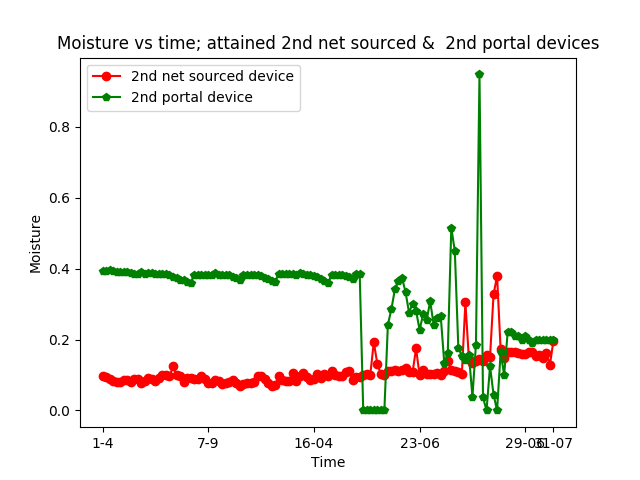 Moisture vs time; attained 2nd net sourced &  2nd portal devices
2nd net sourced device
2nd portal device
Moisture
0.8
0.6
0.4
0.2
0.0
1-4
7-9
16-04
23-06
29-06
31-07
Time